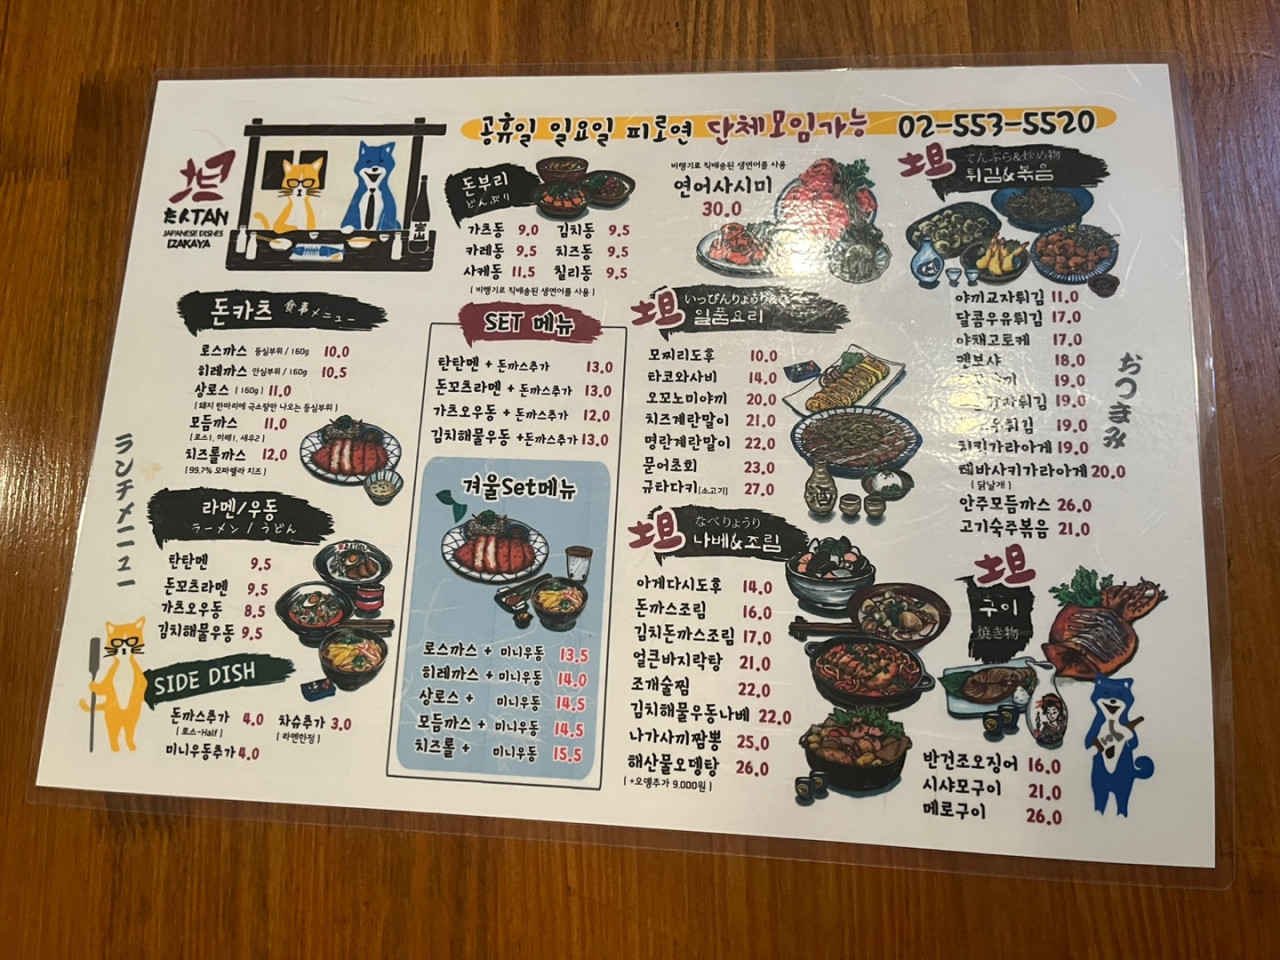 공휴일 일요일 피로연 단체모임가능 02-553-5520
坦
JAPANESE DISHES
IZAKAYA
돈부리
どんぶり
가츠동 9.0 김치동 9.5
카레동 9.5 치즈동 9.5
사케동 11.5 칠리동 9.5
(비행기로 직배송된 생연어를 사용)
비행기로 직배송된 생연어를 사용
연어사시미
30.0
坦
てんぷら&炒め物
튀김&볶음
야끼교자튀김 11.0
달콤우유튀김 17.0
야채고로케 17.0
멘보샤 18.0
19.0
튀김 19.0
튀김 19.0
치킨가라아게 19.0
테바사키가라아게 20.0
(닭날개)
안주모듬까스 26.0
고기숙주볶음 21.0
おつまみ
돈카츠 食事メニュー
로스까스 등심부위/160g 10.0
히레까스 안심부위/160g 10.5
상로스 (160g) 11.0
(돼지 한마리에 극소량만 나오는 등심부위)
모듬까스 11.0
(로스1, 히레1, 새우2)
치즈롤까스 12.0
(99.7% 모짜렐라 치즈)
ランチメニュー
라멘/우동
ラーメン/うどん
탄탄멘 9.5
돈꼬츠라멘 9.5
가츠오우동 8.5
김치해물우동 9.5
SIDE DISH
돈까스추가 4.0 차슈추가 3.0
(로스-Half) (라멘한정)
미니우동추가 4.0
SET 메뉴
탄탄멘 + 돈까스추가 13.0
돈꼬츠라멘 + 돈까스추가 13.0
가츠오우동 + 돈까스추가 12.0
김치해물우동 + 돈까스추가 13.0
겨울Set메뉴
로스까스 + 미니우동 13.5
히레까스 + 미니우동 14.0
상로스 + 미니우동 14.5
모듬까스 + 미니우동 14.5
치즈롤 + 미니우동 15.5
坦
いっぴんりょうり
일품요리
모찌리도후 10.0
타코와사비 14.0
오꼬노미야끼 20.0
치즈계란말이 21.0
명란계란말이 22.0
문어초회 23.0
규타다키(소고기) 27.0
坦
なべりょうり
나베&조림
아게다시도후 14.0
돈까스조림 16.0
김치돈까스조림 17.0
얼큰바지락탕 21.0
조개술찜 22.0
김치해물우동나베 22.0
나가사끼짬뽕 25.0
해산물오뎅탕 26.0
(+오뎅추가 9.000원)
坦
구이
焼き物
반건조오징어 16.0
시샤모구이 21.0
메로구이 26.0